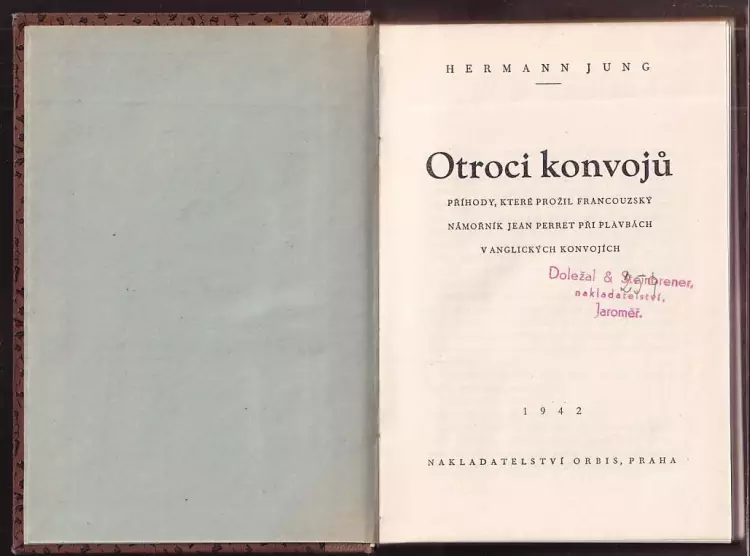 HERMANN JUNG
Otroci konvojů
PŘÍHODY, KTERÉ PROŽIL FRANCOUZSKÝ
NÁMOŘNÍK JEAN PERRET PŘI PLAVBÁCH
V ANGLICKÝCH KONVOJÍCH
Doležal & Steinbrener,
nakladatelství,
Jaroměř.
1942
NAKLADATELSTVÍ ORBIS, PRAHA